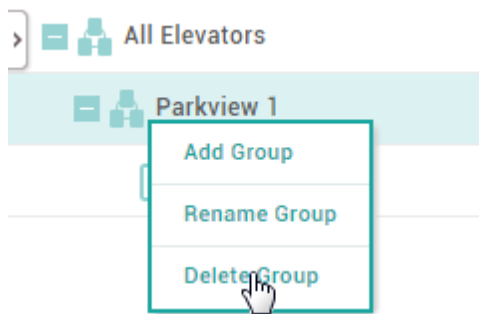 All Elevators
Parkview 1
Add Group
Rename Group
Delete Group